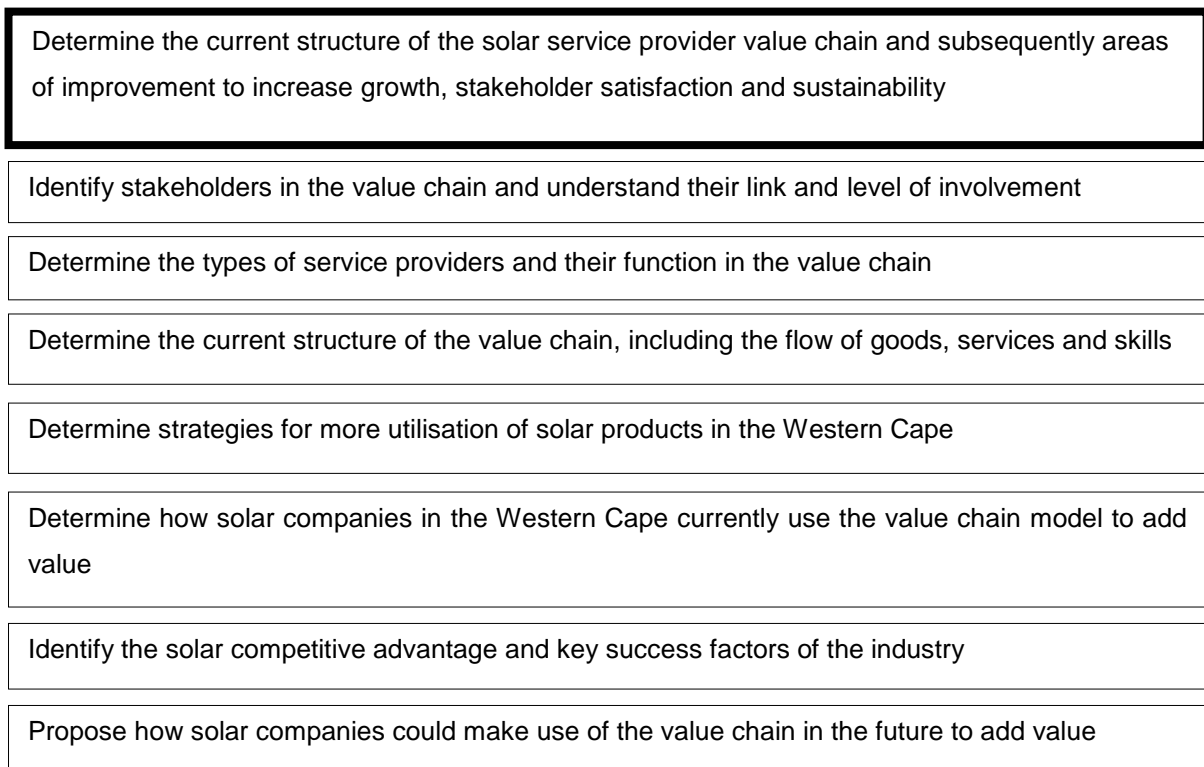 Determine the current structure of the solar service provider value chain and subsequently areas
of improvement to increase growth, stakeholder satisfaction and sustainability
Identify stakeholders in the value chain and understand their link and level of involvement
Determine the types of service providers and their function in the value chain
Determine the current structure of the value chain, including the flow of goods, services and skills
Determine strategies for more utilisation of solar products in the Western Cape
Determine how solar companies in the Western Cape currently use the value chain model to add
value
Identify the solar competitive advantage and key success factors of the industry
Propose how solar companies could make use of the value chain in the future to add value